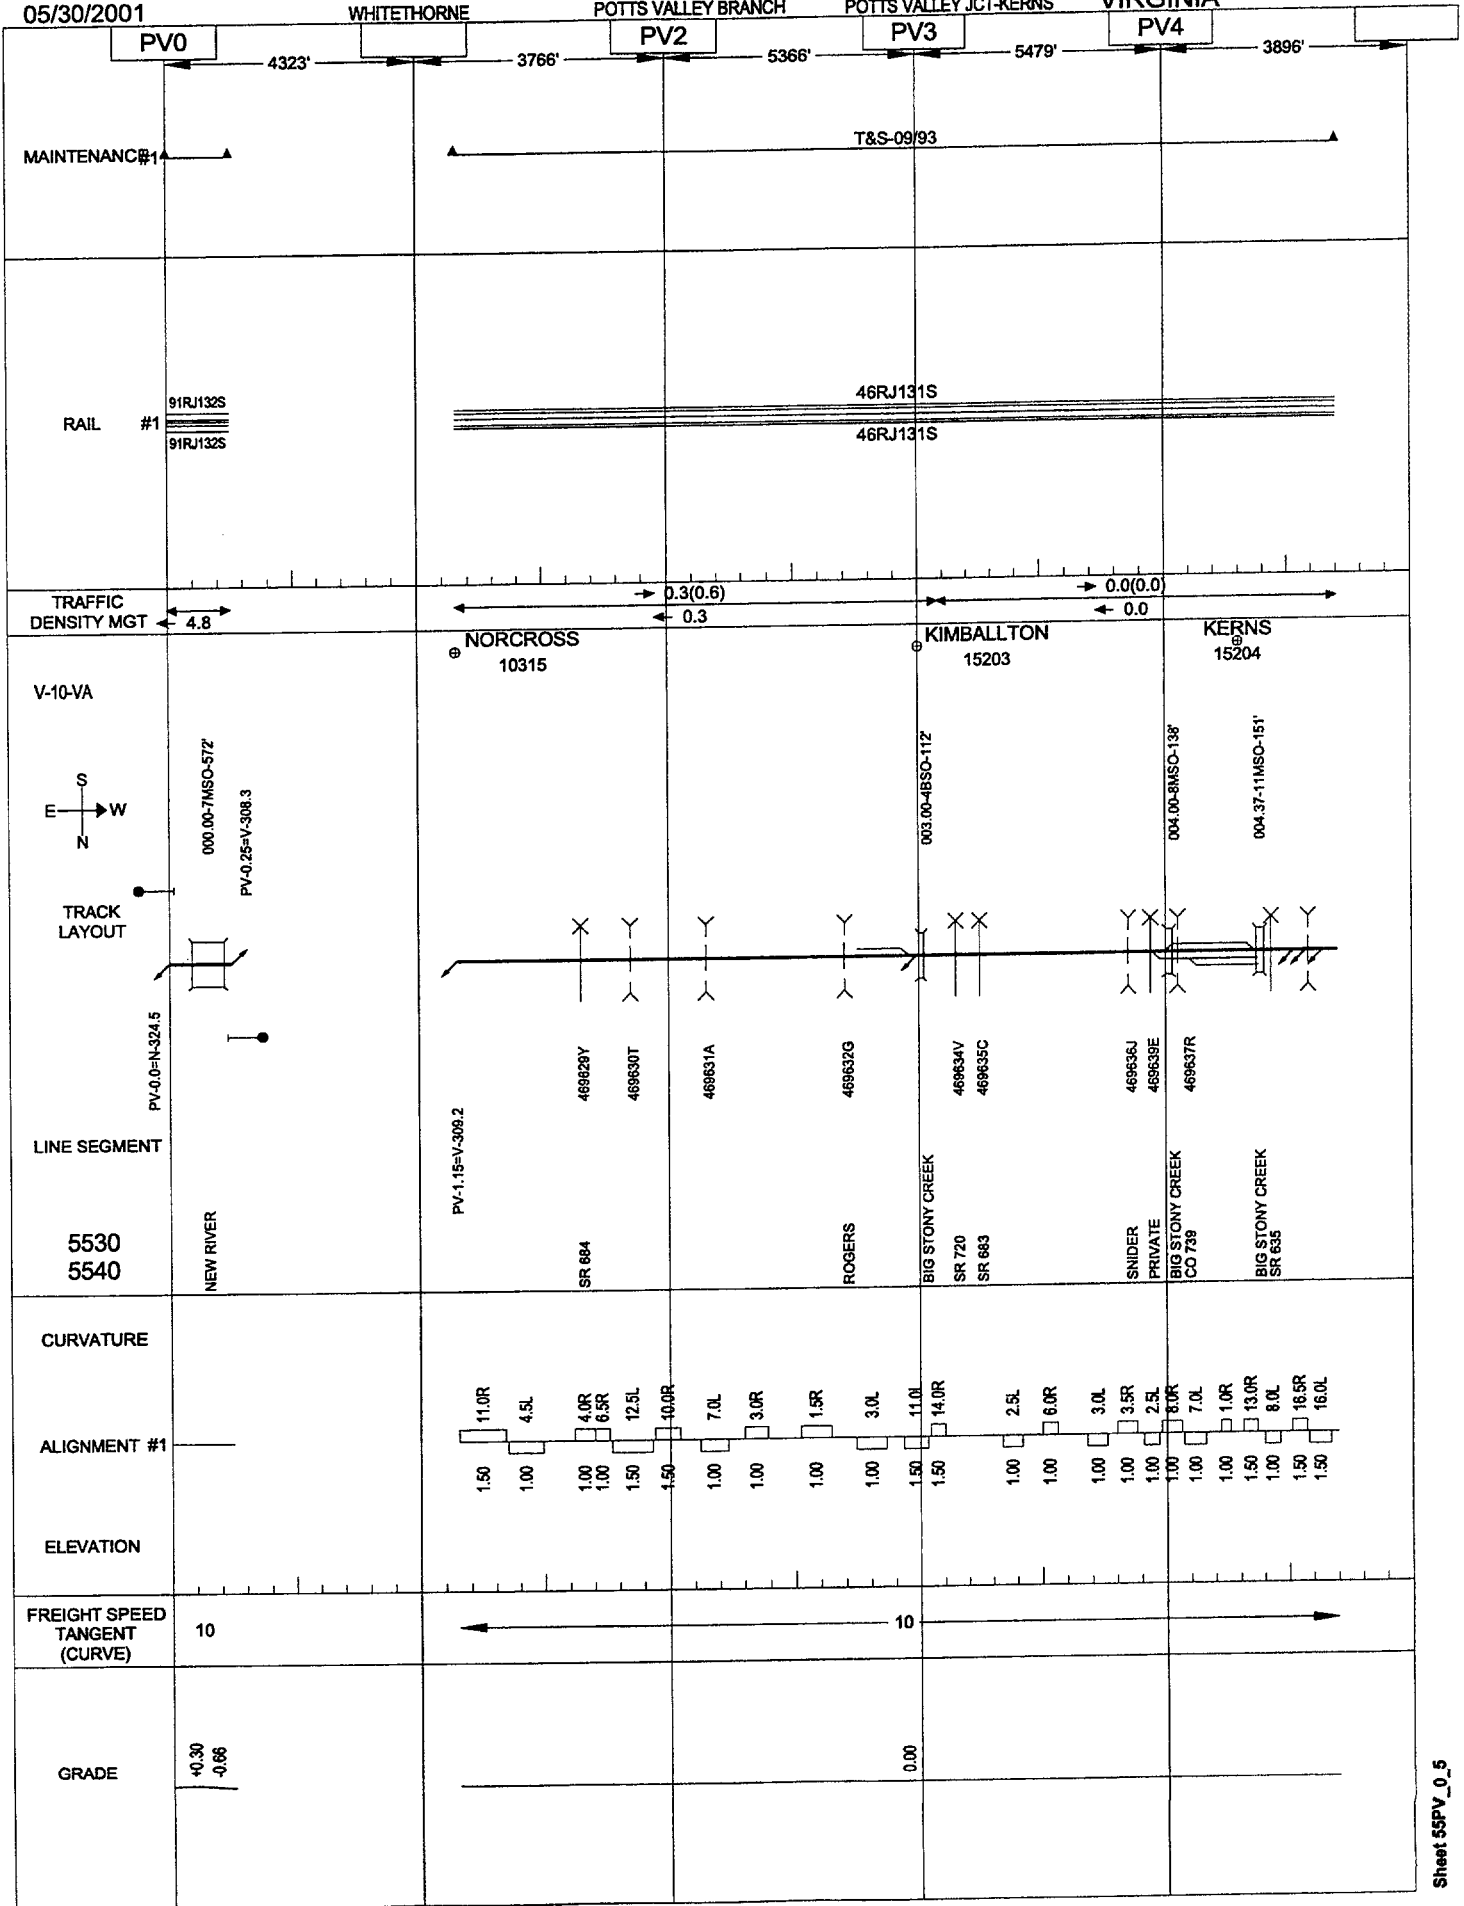 05/30/2001
WHITETHORNE
POTTS VALLEY BRANCH
POTTS VALLEY JCT-KERNS
VIRGINIA
PV0
PV2
PV3
PV4
4323'
3766'
5366'
5479'
3896'
MAINTENANCE #1
T&S-09/93
RAIL #1
91RJ132S
91RJ132S
46RJ131S
46RJ131S
TRAFFIC
DENSITY MGT
4.8
0.3(0.6)
0.3
0.0(0.0)
0.0
NORCROSS
10315
KIMBALLTON
15203
KERNS
15204
V-10-VA
S
E W
N
000.00-7MSO-572'
PV-0.25=V-308.3
003.00-4BSO-112'
004.00-8MSO-138'
004.37-11MSO-151'
TRACK
LAYOUT
PV-0.0=N-324.5
PV-1.15=V-309.2
469629Y
469630T
469631A
469632G
469634V
469635C
469636J
469639E
469637R
LINE SEGMENT
5530
5540
NEW RIVER
SR 684
ROGERS
BIG STONY CREEK
SR 720
SR 683
SNIDER
PRIVATE
BIG STONY CREEK
CO 739
BIG STONY CREEK
SR 635
CURVATURE
11.0R
4.5L
4.0R
6.5R
12.5L
10.0R
7.0L
3.0R
1.5R
3.0L
11.0L
14.0R
2.5L
6.0R
3.0L
3.5R
2.5L
8.0R
7.0L
1.0R
13.0R
8.0L
16.5R
16.0L
ALIGNMENT #1
1.50
1.00
1.00
1.00
1.50
1.50
1.00
1.00
1.00
1.00
1.50
1.50
1.00
1.00
1.00
1.00
1.00
1.00
1.00
1.00
1.50
1.00
1.50
1.50
ELEVATION
FREIGHT SPEED
TANGENT
(CURVE)
10
10
GRADE
+0.30
-0.66
0.00
Sheet 55PV_0_5